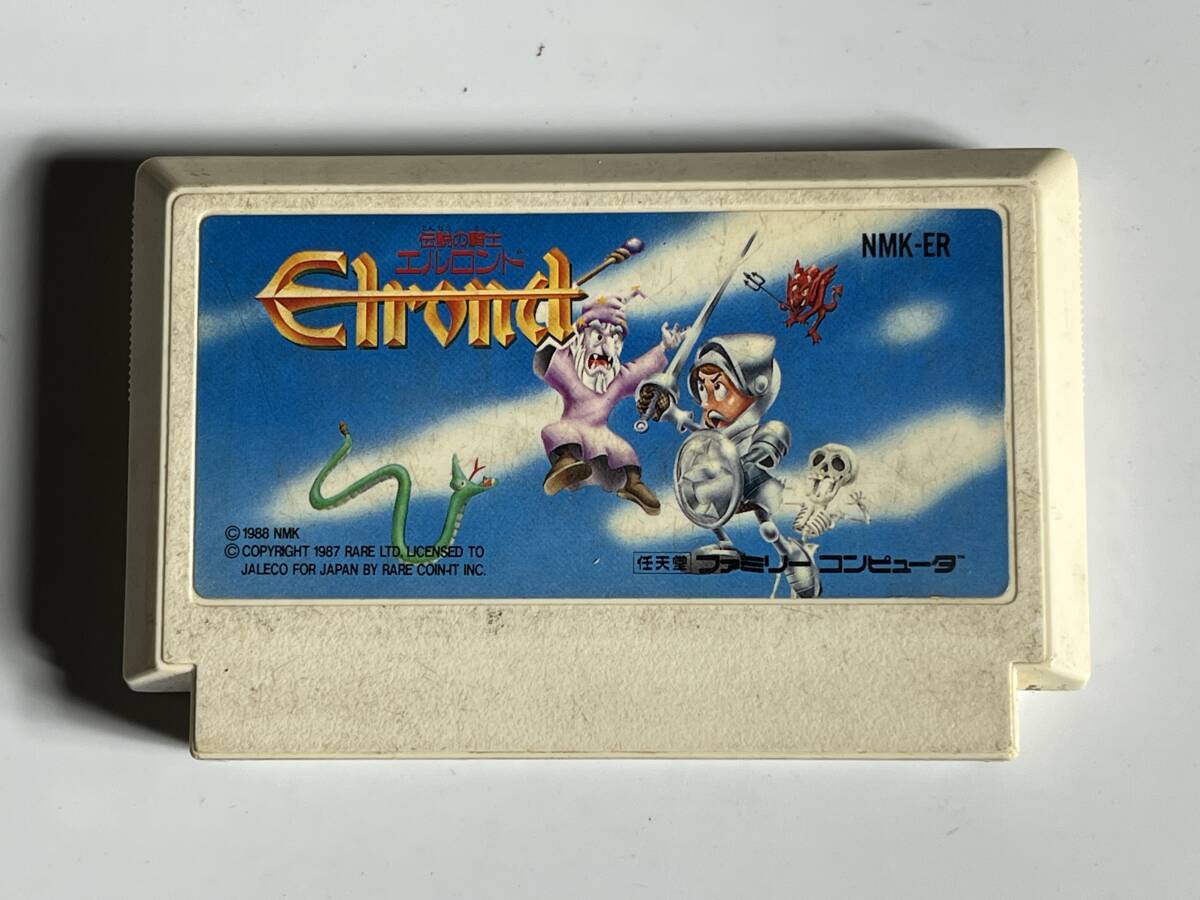 伝説の騎士
エルロンド
Elrond
NMK-ER
© 1988 NMK
© COPYRIGHT 1987 RARE LTD. LICENSED TO
JALECO FOR JAPAN BY RARE COIN-IT INC.
任天堂 ファミリーコンピュータ™